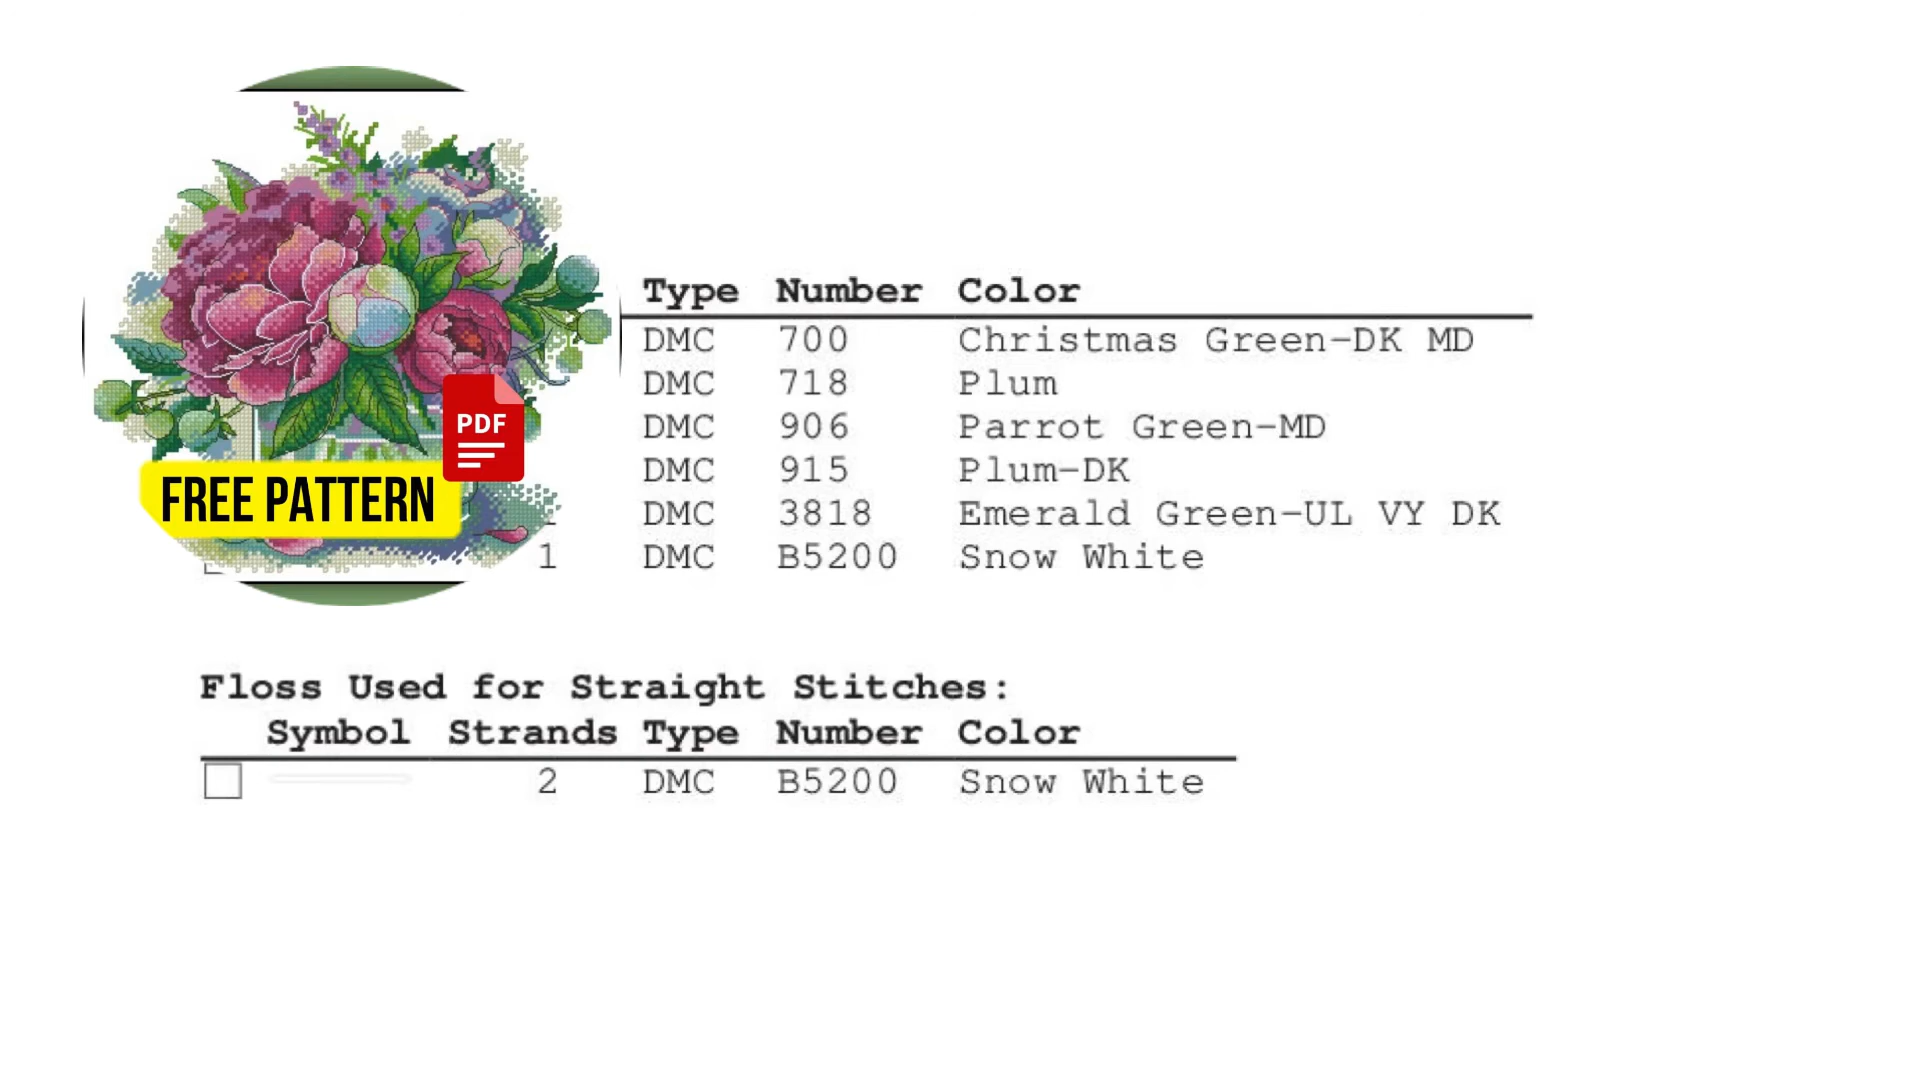 Type Number Color
DMC 700 Christmas Green-DK MD
DMC 718 Plum
DMC 906 Parrot Green-MD
DMC 915 Plum-DK
DMC 3818 Emerald Green-UL VY DK
1 DMC B5200 Snow White
PDF
FREE PATTERN
Floss Used for Straight Stitches:
Symbol Strands Type Number Color
2 DMC B5200 Snow White